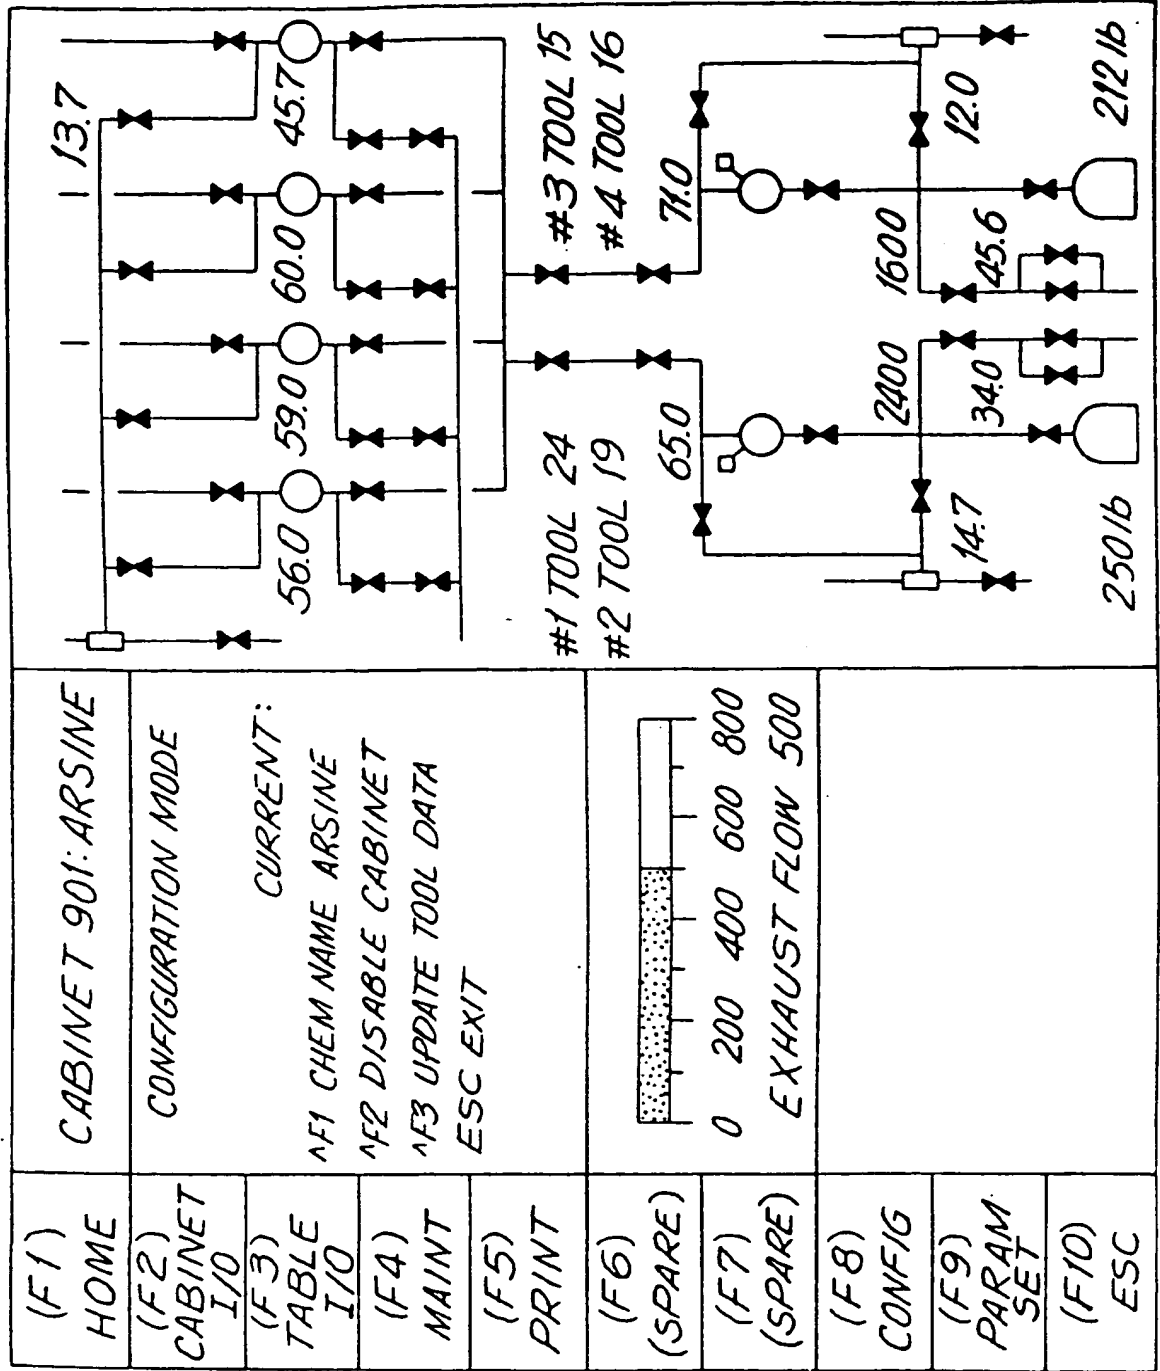 (F1)
HOME
(F2)
CABINET
I/O
(F3)
TABLE
I/O
(F4)
MAINT
(F5)
PRINT
(F6)
(SPARE)
(F7)
(SPARE)
(F8)
CONFIG
(F9)
PARAM
SET
(F10)
ESC
CABINET 901: ARSINE
CONFIGURATION MODE
CURRENT:
^F1 CHEM NAME ARSINE
^F2 DISABLE CABINET
^F3 UPDATE TOOL DATA
ESC EXIT
0 200 400 600 800
EXHAUST FLOW 500
13.7
56.0 59.0 60.0 45.7
#1 TOOL 24
#2 TOOL 19
#3 TOOL 15
#4 TOOL 16
65.0
71.0
2400
1600
14.7
34.0
45.6
12.0
250 lb
212 lb